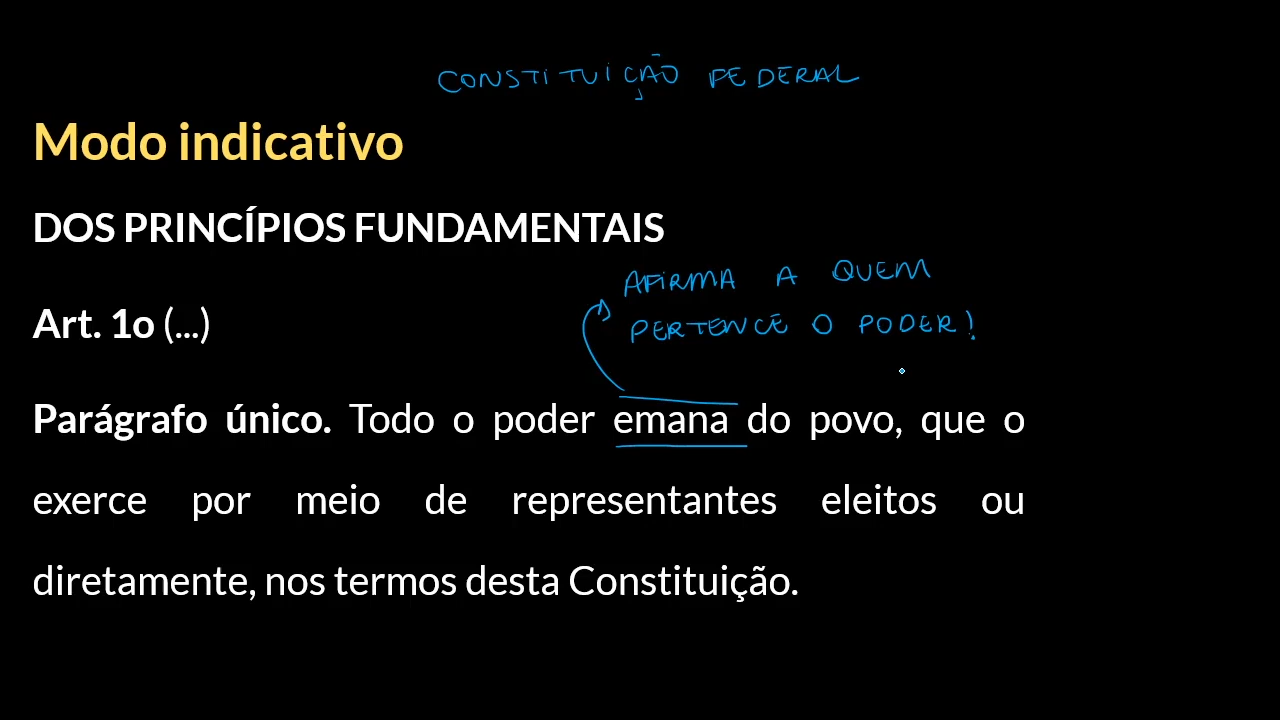 CONSTITUIÇÃO FEDERAL
Modo indicativo
DOS PRINCÍPIOS FUNDAMENTAIS
AFIRMA A QUEM
PERTENCE O PODER!
Art. 1o (...)
Parágrafo único. Todo o poder emana do povo, que o
exerce por meio de representantes eleitos ou
diretamente, nos termos desta Constituição.